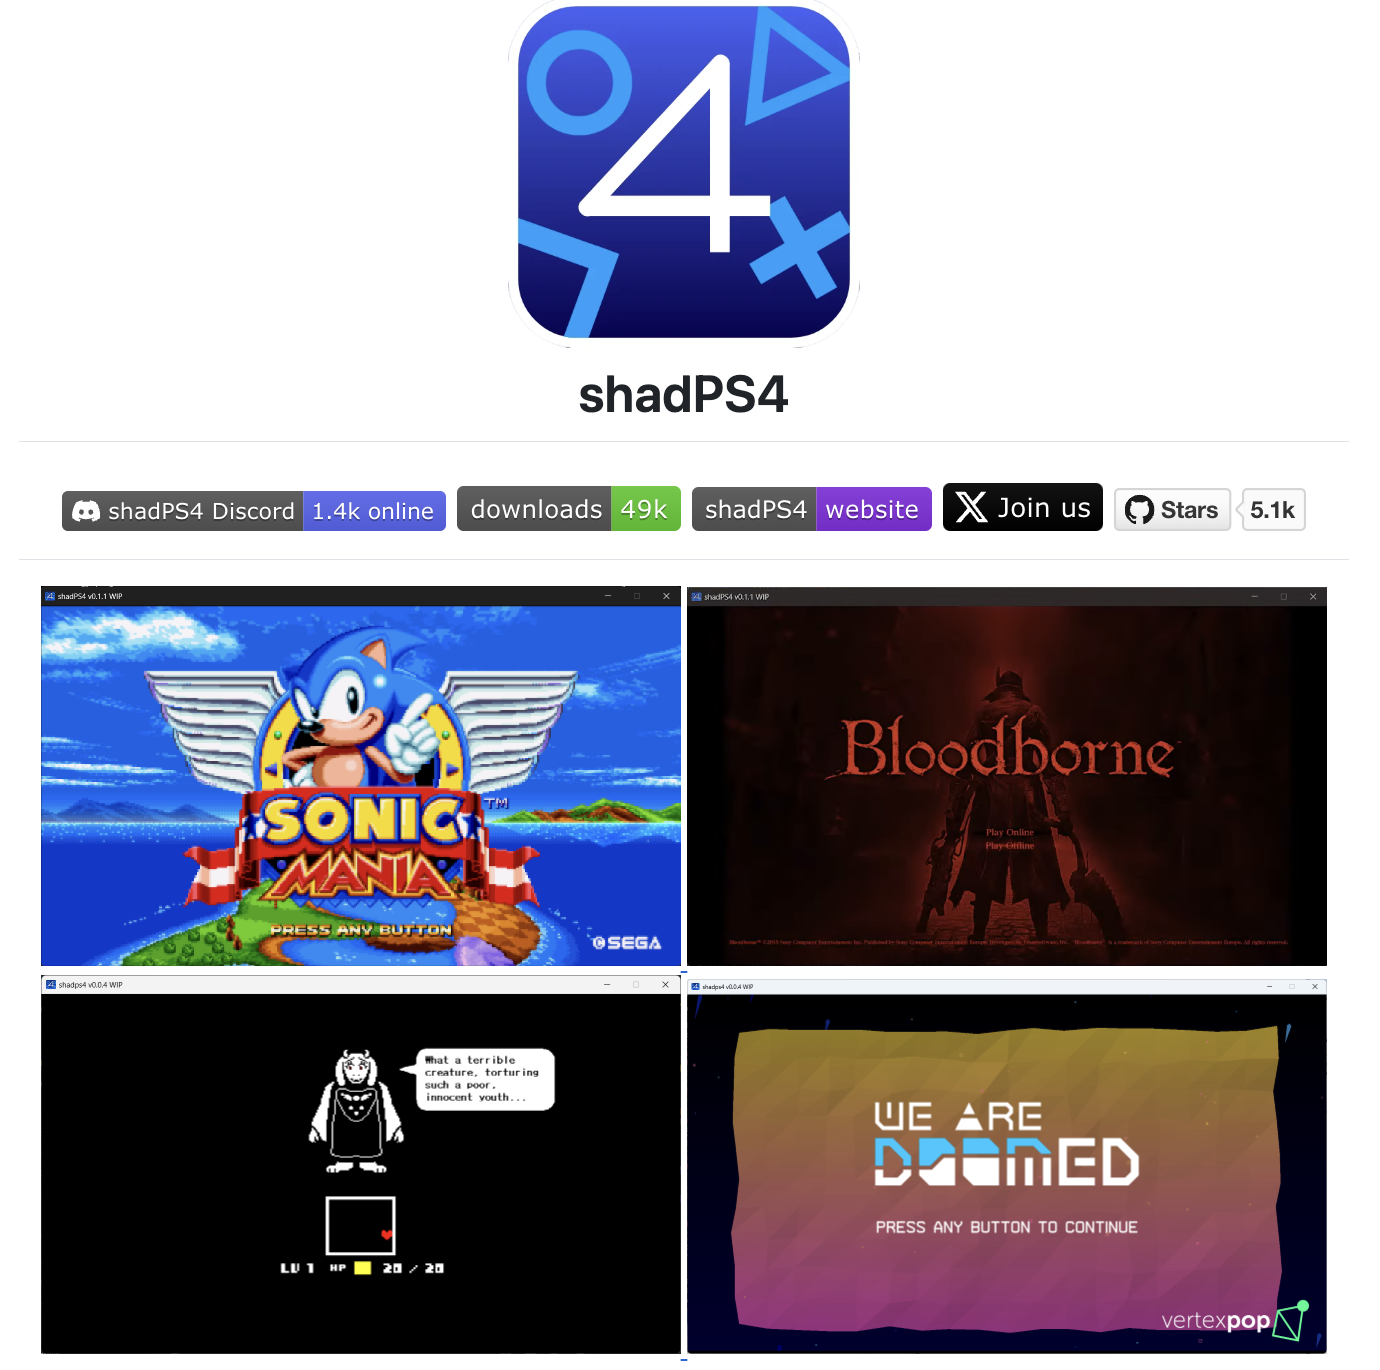 4
shadPS4
shadPS4 Discord 1.4k online
downloads 49k
shadPS4 website
Join us
Stars 5.1k
shadPS4 v0.1.1 WIP
SONIC
TM
MANIA
PRESS ANY BUTTON
©SEGA
shadPS4 v0.1.1 WIP
Bloodborne
Play Online
Play Offline
shadps4 v0.0.4 WIP
What a terrible
creature, torturing
such a poor,
innocent youth...
LV 1 HP 20 / 20
shadps4 v0.0.4 WIP
WE ARE
DOOMED
PRESS ANY BUTTON TO CONTINUE
vertexpop